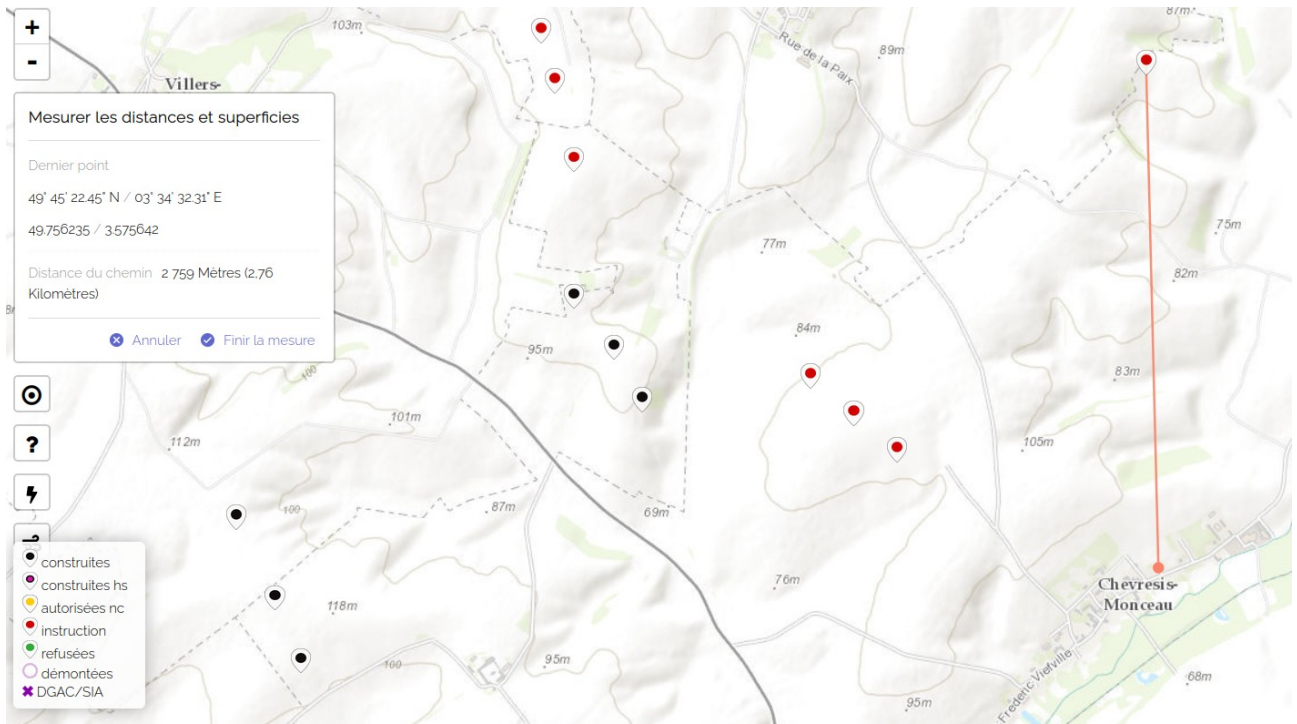 +
-
103m
Villers-
Rue de la Paix
89m
87m
Mesurer les distances et superficies
Dernier point
49° 45' 22.45" N / 03° 34' 32.31" E
49.756235 / 3.575642
Distance du chemin 2 759 Mètres (2,76
Kilomètres)
Annuler
Finir la mesure
77m
75m
82m
84m
95m
83m
100
101m
112m
105m
?
100
87m
69m
76m
118m
100
95m
construites
construites hs
autorisées nc
instruction
refusées
démontées
DGAC/SIA
Chevresis-
Monceau
Frédéric Viefville
68m
95m